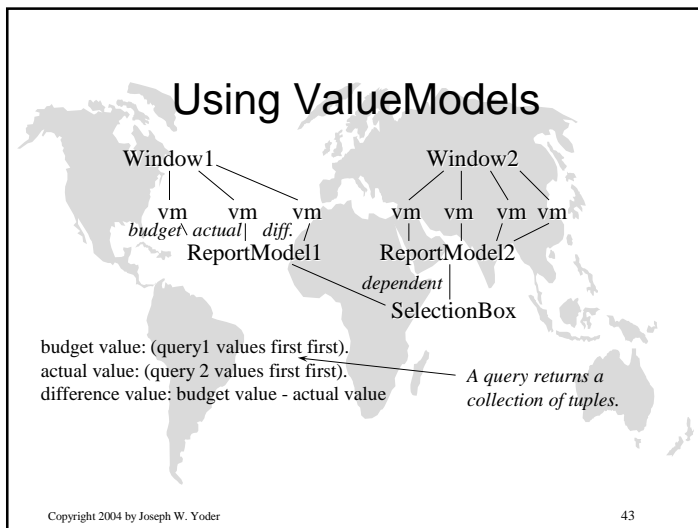 Using ValueModels
Window1 Window2
vm vm vm vm vm vm vm
budget actual diff.
ReportModel1 ReportModel2
dependent
SelectionBox
budget value: (query1 values first first).
actual value: (query 2 values first first).
difference value: budget value - actual value
A query returns a
collection of tuples.
Copyright 2004 by Joseph W. Yoder 43